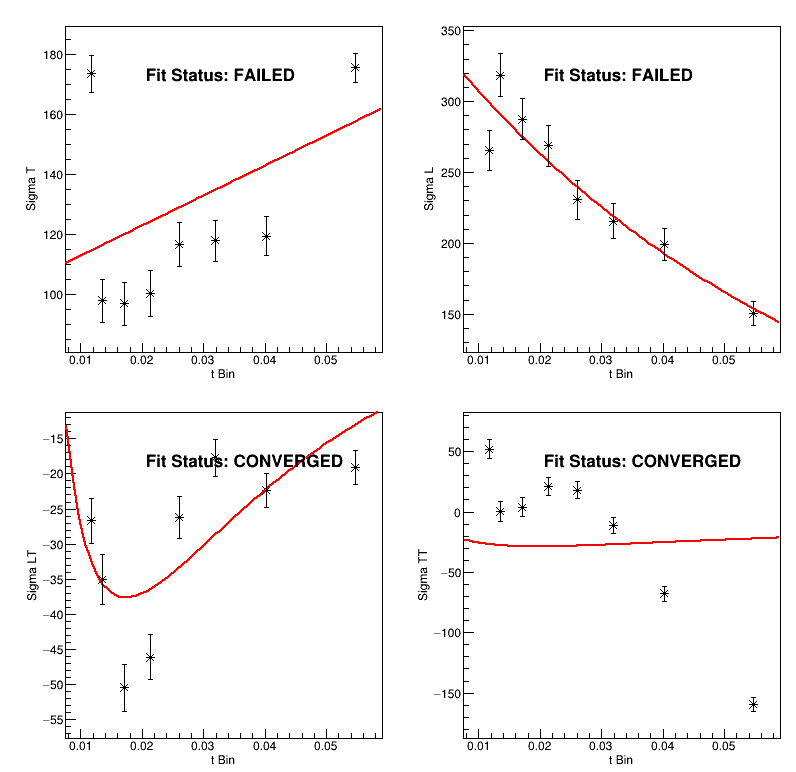 Fit Status: FAILED
Sigma T
180
160
140
120
100
0.01 0.02 0.03 0.04 0.05
t Bin
Fit Status: FAILED
Sigma L
350
300
250
200
150
0.01 0.02 0.03 0.04 0.05
t Bin
Fit Status: CONVERGED
Sigma LT
−15
−20
−25
−30
−35
−40
−45
−50
−55
0.01 0.02 0.03 0.04 0.05
t Bin
Fit Status: CONVERGED
Sigma TT
50
0
−50
−100
−150
0.01 0.02 0.03 0.04 0.05
t Bin